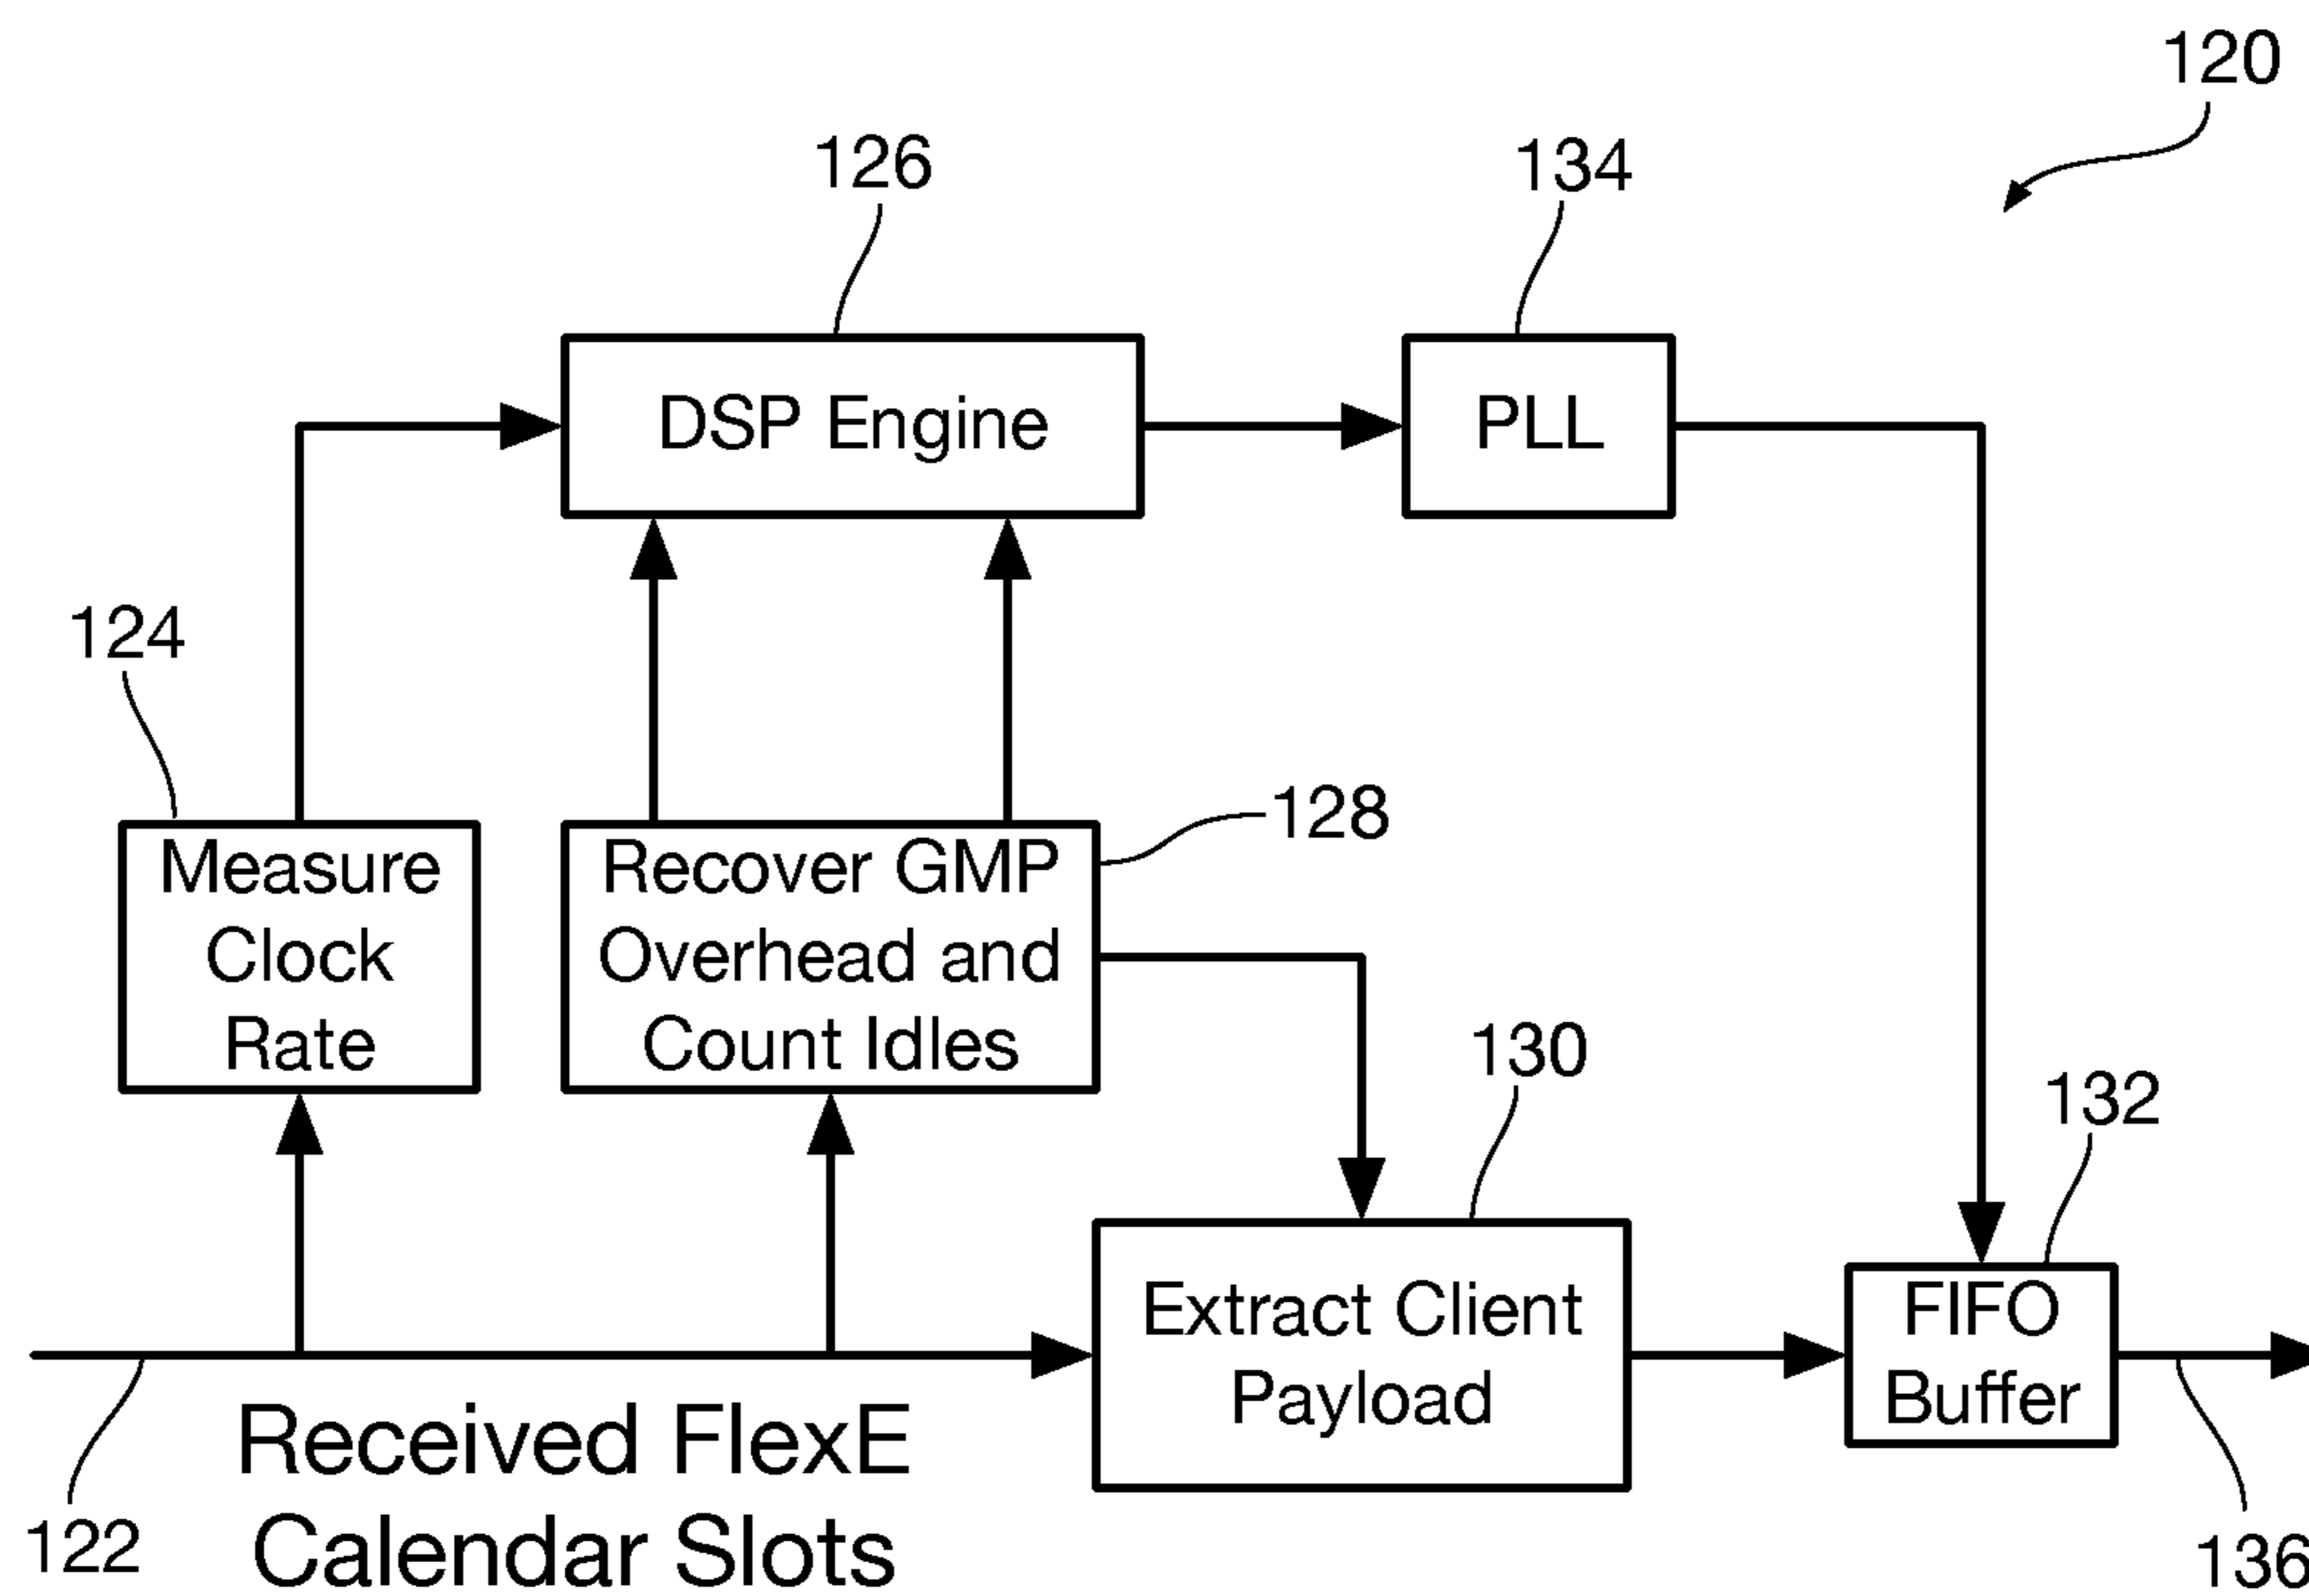 120
126
134
DSP Engine
PLL
124
128
Measure
Clock
Rate
Recover GMP
Overhead and
Count Idles
130
132
Extract Client
Payload
FIFO
Buffer
Received FlexE
Calendar Slots
122
136